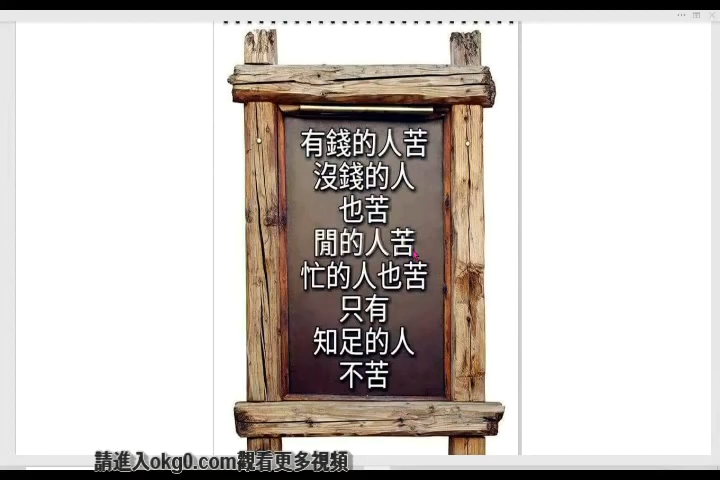 有錢的人苦
沒錢的人
也苦
閒的人苦
忙的人也苦
只有
知足的人
不苦
請進入okg0.com觀看更多視頻